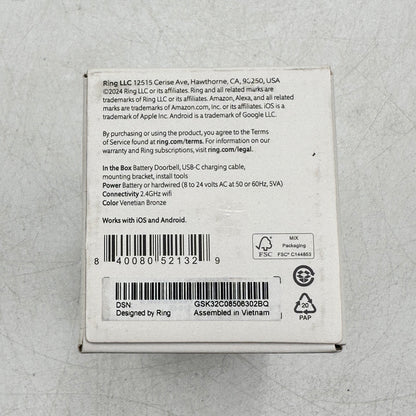 Ring LLC 12515 Cerise Ave, Hawthorne, CA, 90250, USA
©2024 Ring LLC or its affiliates. Ring and all related marks are
trademarks of Ring LLC or its affiliates. Amazon, Alexa, and all related
marks are trademarks of Amazon.com, Inc. or its affiliates. iOS is a
trademark of Apple Inc. Android is a trademark of Google LLC.
By purchasing or using the product, you agree to the Terms
of Service found at ring.com/terms. For information on our
warranty and Ring subscriptions, visit ring.com/legal.
In the Box Battery Doorbell, USB-C charging cable,
mounting bracket, install tools
Power Battery or hardwired (8 to 24 volts AC at 50 or 60Hz, 5VA)
Connectivity 2.4GHz wifi
Color Venetian Bronze
Works with iOS and Android.
8 40080 52132 9
FSC
MIX
Packaging
FSC® C144853
DSN:
GSK32C08506302BQ
Designed by Ring
Assembled in Vietnam
20
PAP